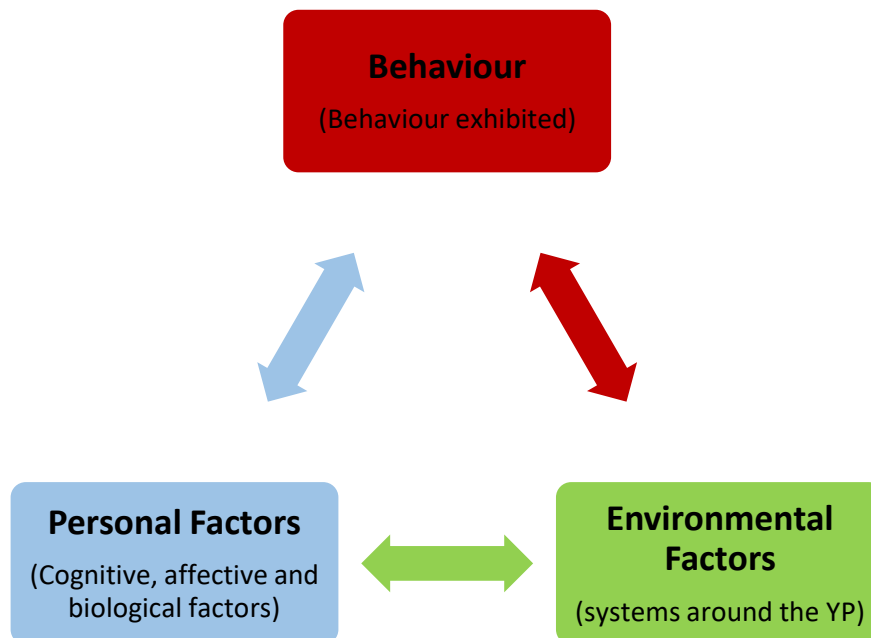 Behaviour
(Behaviour exhibited)
Personal Factors
(Cognitive, affective and
biological factors)
Environmental
Factors
(systems around the YP)